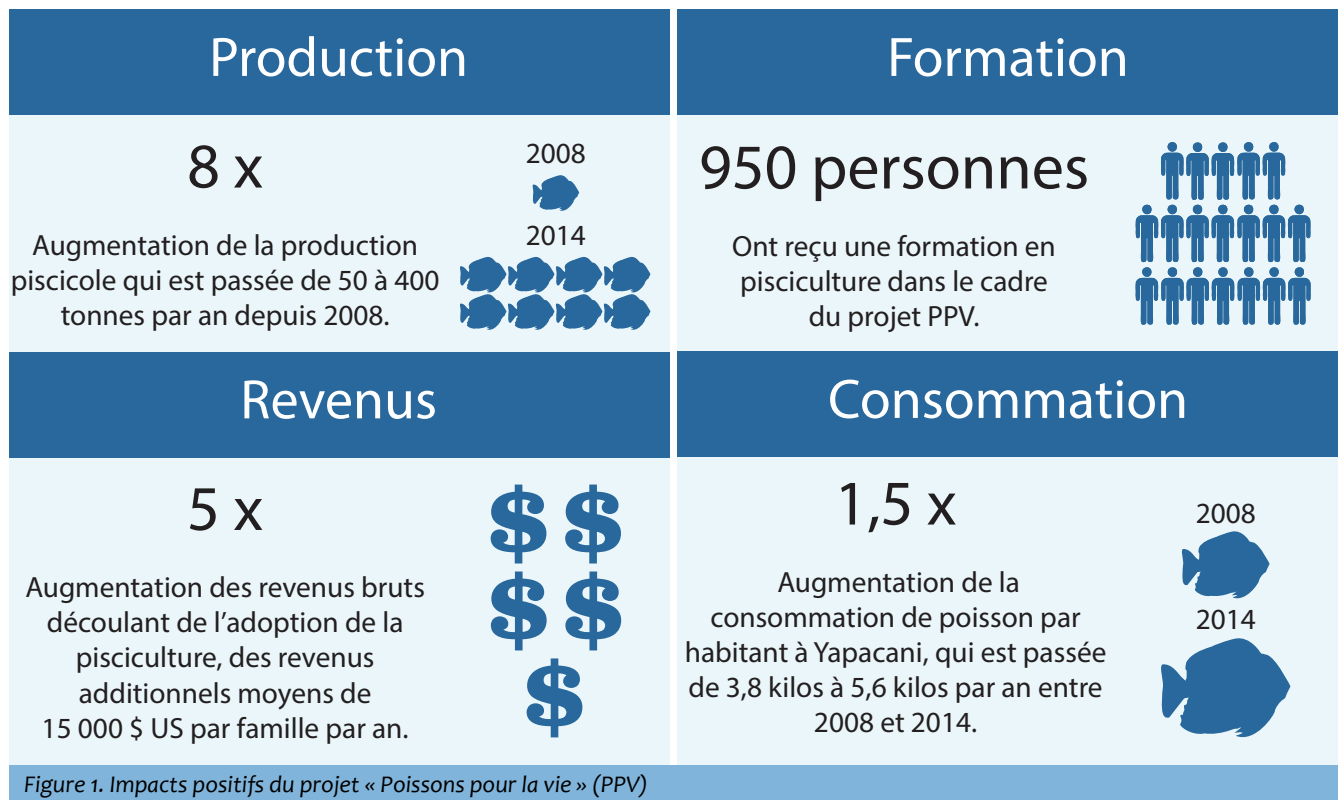 Production
8 x
2008
2014
Augmentation de la production
piscicole qui est passée de 50 à 400
tonnes par an depuis 2008.
Formation
950 personnes
Ont reçu une formation en
pisciculture dans le cadre
du projet PPV.
Revenus
5 x
Augmentation des revenus bruts
découlant de l’adoption de la
pisciculture, des revenus
additionnels moyens de
15 000 $ US par famille par an.
$ $
$ $
$
Consommation
1,5 x
2008
2014
Augmentation de la
consommation de poisson par
habitant à Yapacani, qui est passée
de 3,8 kilos à 5,6 kilos par an entre
2008 et 2014.
Figure 1. Impacts positifs du projet « Poissons pour la vie » (PPV)